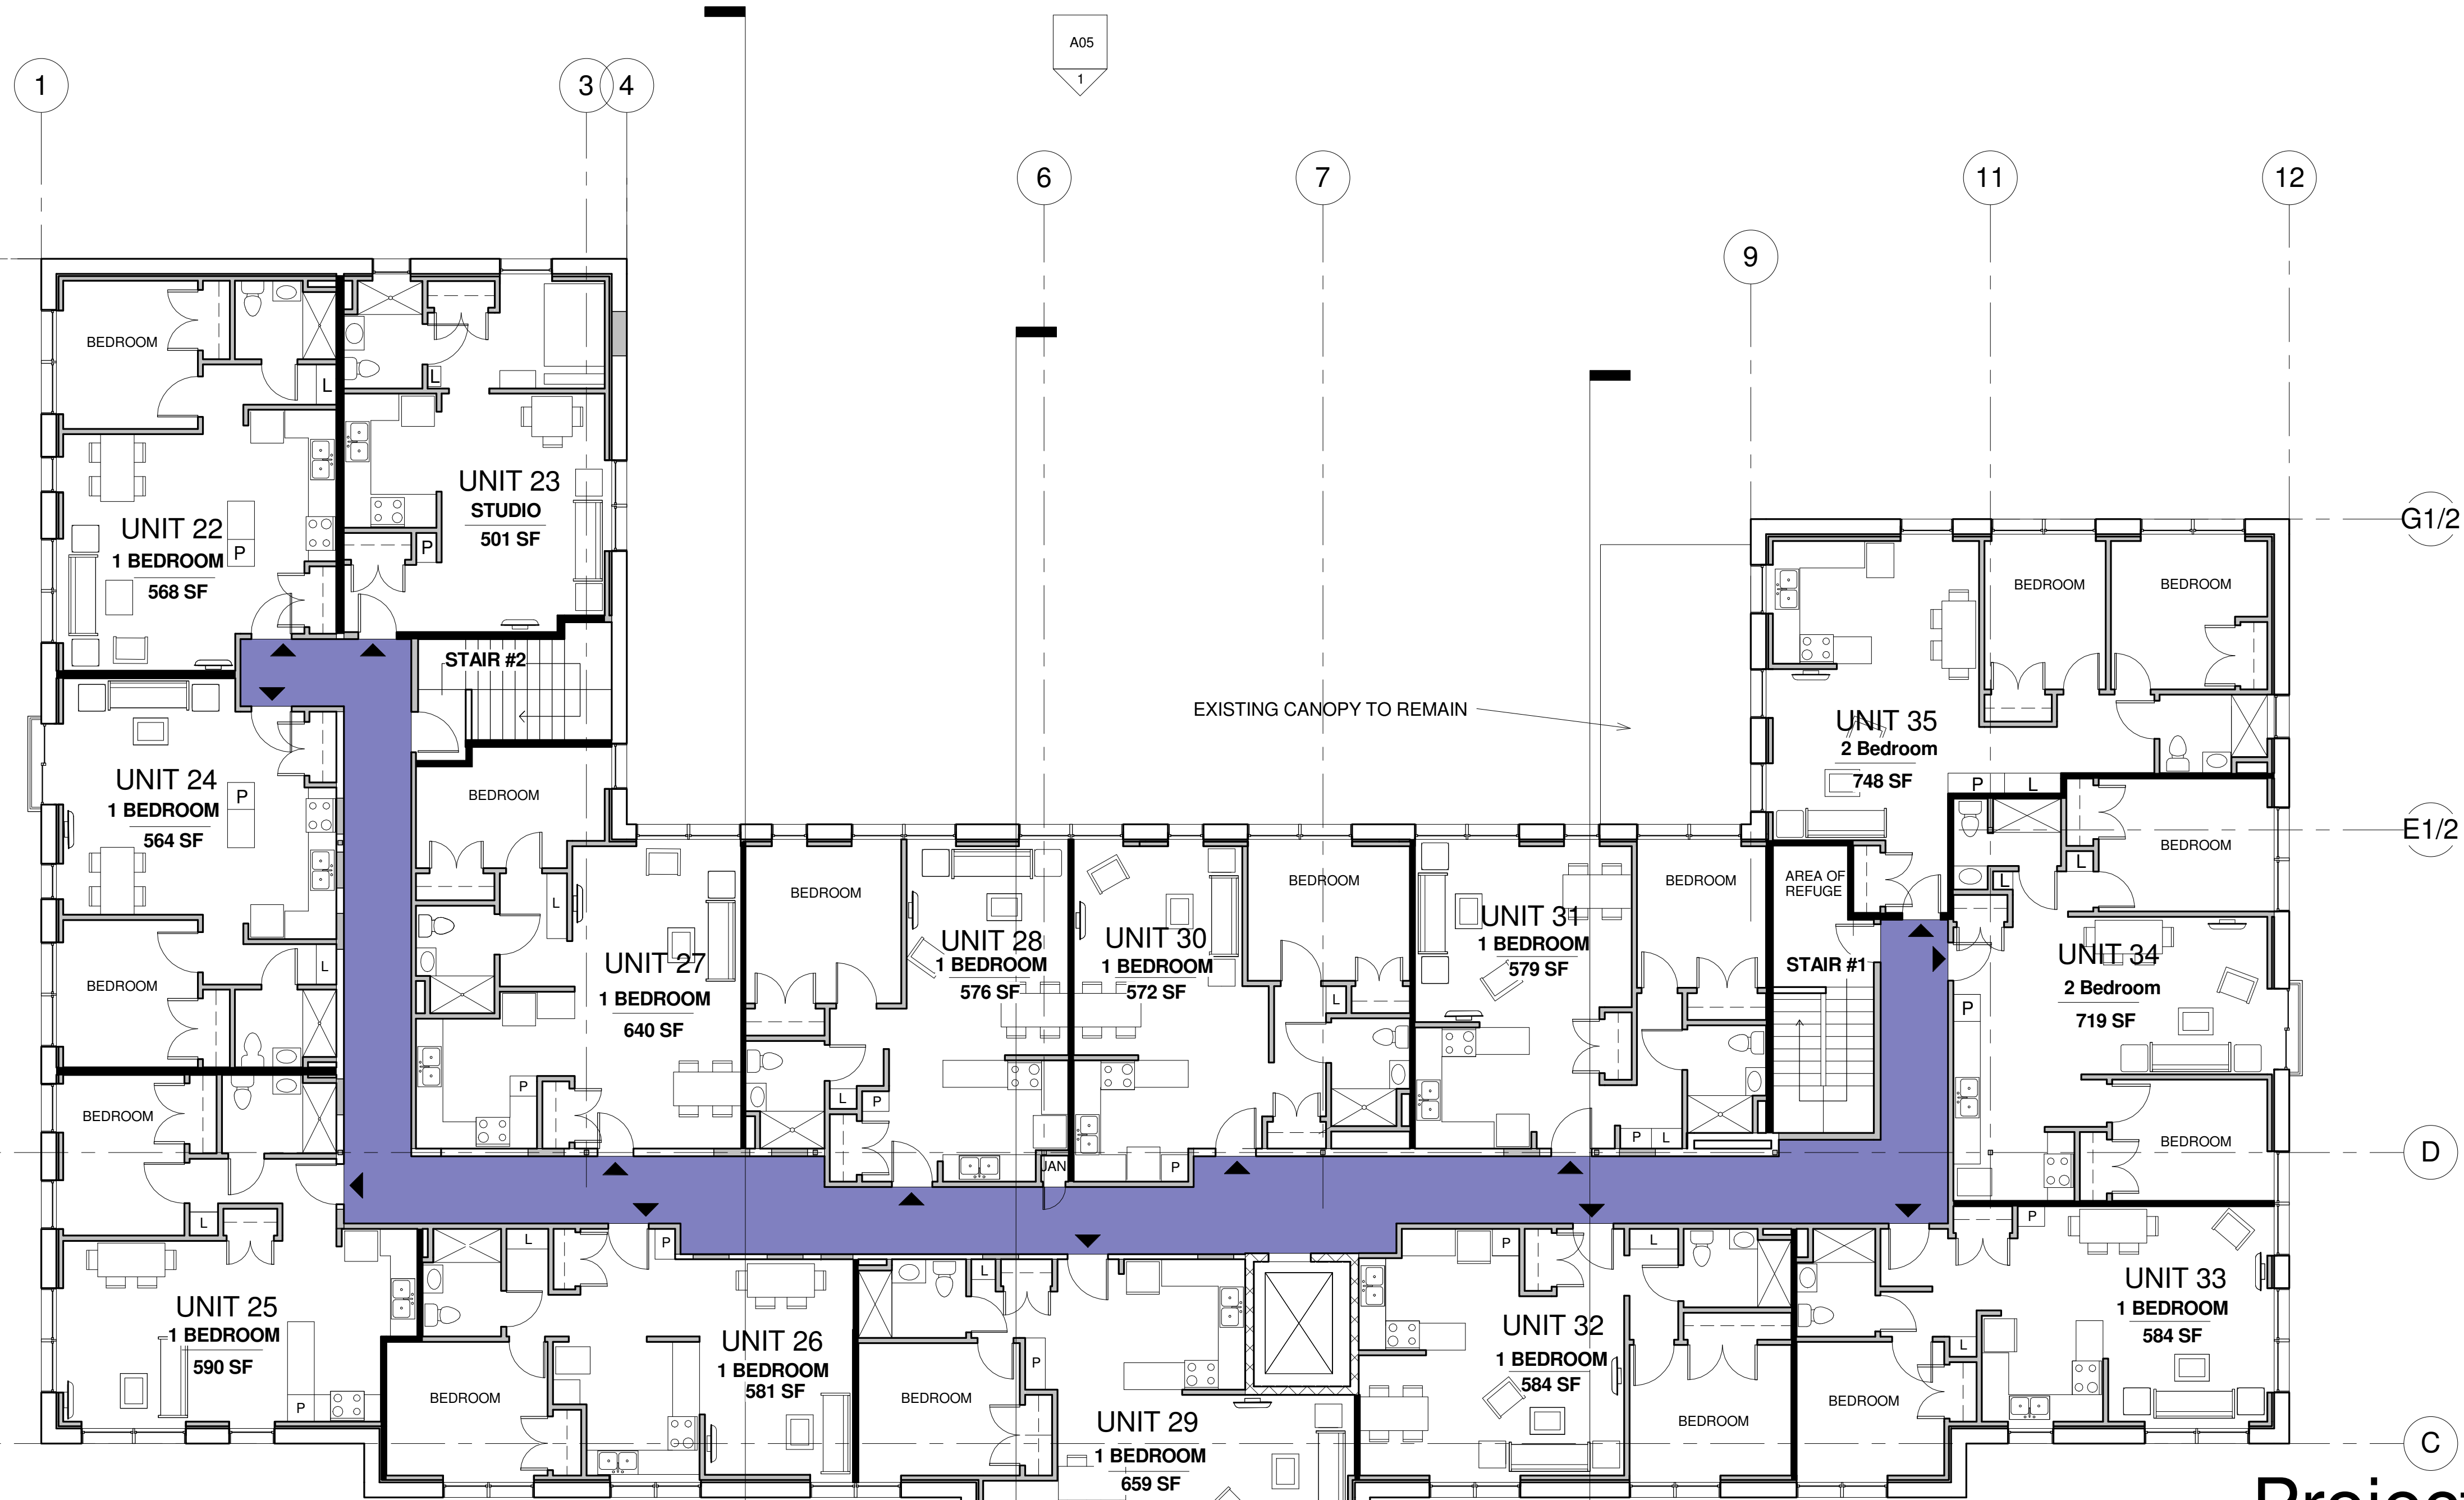 A05
1
1
3
4
6
7
11
12
9
G1/2
E1/2
D
C
BEDROOM
L
UNIT 22
1 BEDROOM
568 SF
P
L
UNIT 23
STUDIO
501 SF
P
STAIR #2
UNIT 24
1 BEDROOM
564 SF
P
BEDROOM
L
BEDROOM
L
UNIT 25
1 BEDROOM
590 SF
P
BEDROOM
L
UNIT 27
1 BEDROOM
640 SF
P
L
P
BEDROOM
UNIT 26
1 BEDROOM
581 SF
BEDROOM
UNIT 28
1 BEDROOM
576 SF
L
P
JAN
UNIT 30
1 BEDROOM
572 SF
BEDROOM
L
P
L
P
BEDROOM
UNIT 29
1 BEDROOM
659 SF
EXISTING CANOPY TO REMAIN
UNIT 31
1 BEDROOM
579 SF
BEDROOM
P
L
P
L
UNIT 32
1 BEDROOM
584 SF
BEDROOM
AREA OF
REFUGE
STAIR #1
UNIT 35
2 Bedroom
748 SF
BEDROOM
BEDROOM
P
L
L
L
BEDROOM
UNIT 34
2 Bedroom
719 SF
P
BEDROOM
P
UNIT 33
1 BEDROOM
584 SF
L
BEDROOM